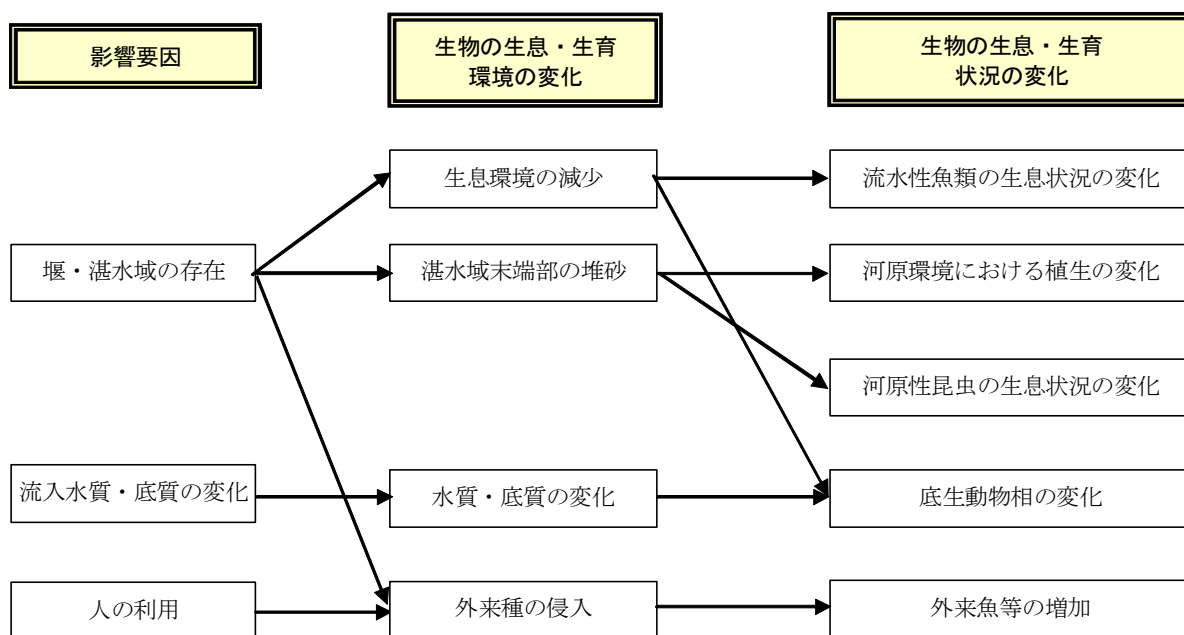 影響要因
生物の生息・生育
環境の変化
生物の生息・生育
状況の変化
生息環境の減少
流水性魚類の生息状況の変化
堰・湛水域の存在
湛水域末端部の堆砂
河原環境における植生の変化
河原性昆虫の生息状況の変化
流入水質・底質の変化
水質・底質の変化
底生動物相の変化
人の利用
外来種の侵入
外来魚等の増加